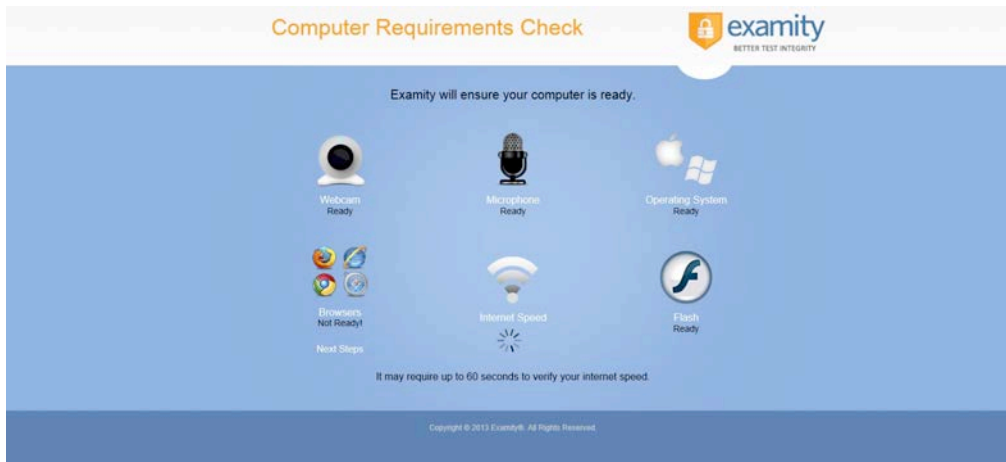 Computer Requirements Check
examity
BETTER TEST INTEGRITY
Examity will ensure your computer is ready.
Webcam
Ready
Microphone
Ready
Operating System
Ready
Browsers
Not Ready!
Next Steps
Internet Speed
Flash
Ready
It may require up to 60 seconds to verify your internet speed.
Copyright © 2013 Examity®. All Rights Reserved.